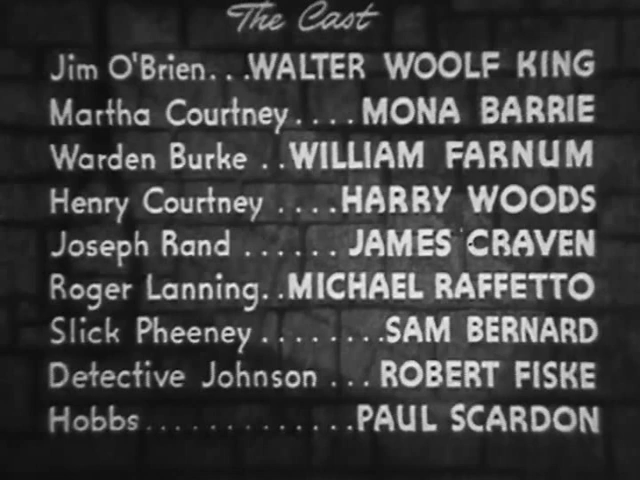 The Cast
Jim O'Brien...WALTER WOOLF KING
Martha Courtney....MONA BARRIE
Warden Burke ..WILLIAM FARNUM
Henry Courtney ....HARRY WOODS
Joseph Rand ......JAMES CRAVEN
Roger Lanning..MICHAEL RAFFETTO
Slick Pheeney........SAM BERNARD
Detective Johnson ...ROBERT FISKE
Hobbs.............PAUL SCARDON